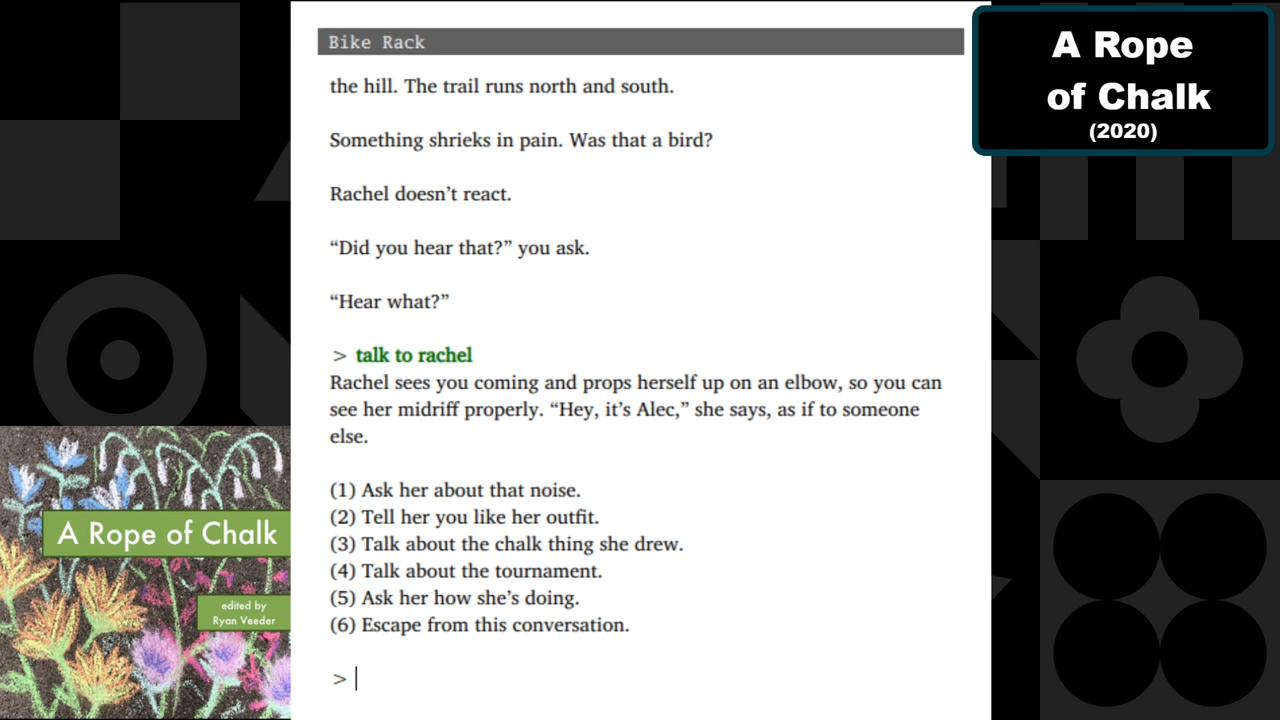 Bike Rack
the hill. The trail runs north and south.
Something shrieks in pain. Was that a bird?
Rachel doesn’t react.
“Did you hear that?” you ask.
“Hear what?”
> talk to rachel
Rachel sees you coming and props herself up on an elbow, so you can
see her midriff properly. “Hey, it’s Alec,” she says, as if to someone
else.
(1) Ask her about that noise.
(2) Tell her you like her outfit.
(3) Talk about the chalk thing she drew.
(4) Talk about the tournament.
(5) Ask her how she’s doing.
(6) Escape from this conversation.
>
A Rope
of Chalk
(2020)
A Rope of Chalk
edited by
Ryan Veeder